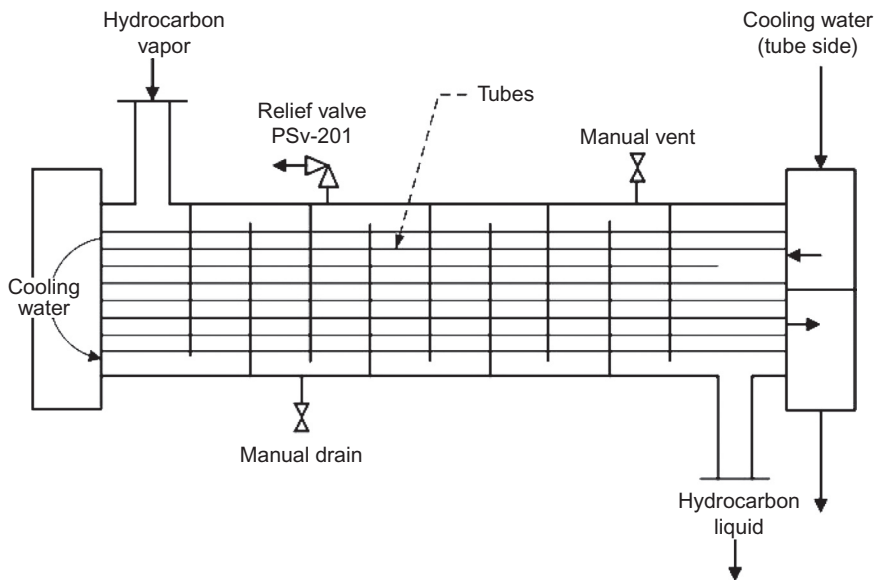 Hydrocarbon
vapor
Cooling water
(tube side)
Relief valve
PSv-201
Tubes
Manual vent
Cooling
water
Manual drain
Hydrocarbon
liquid